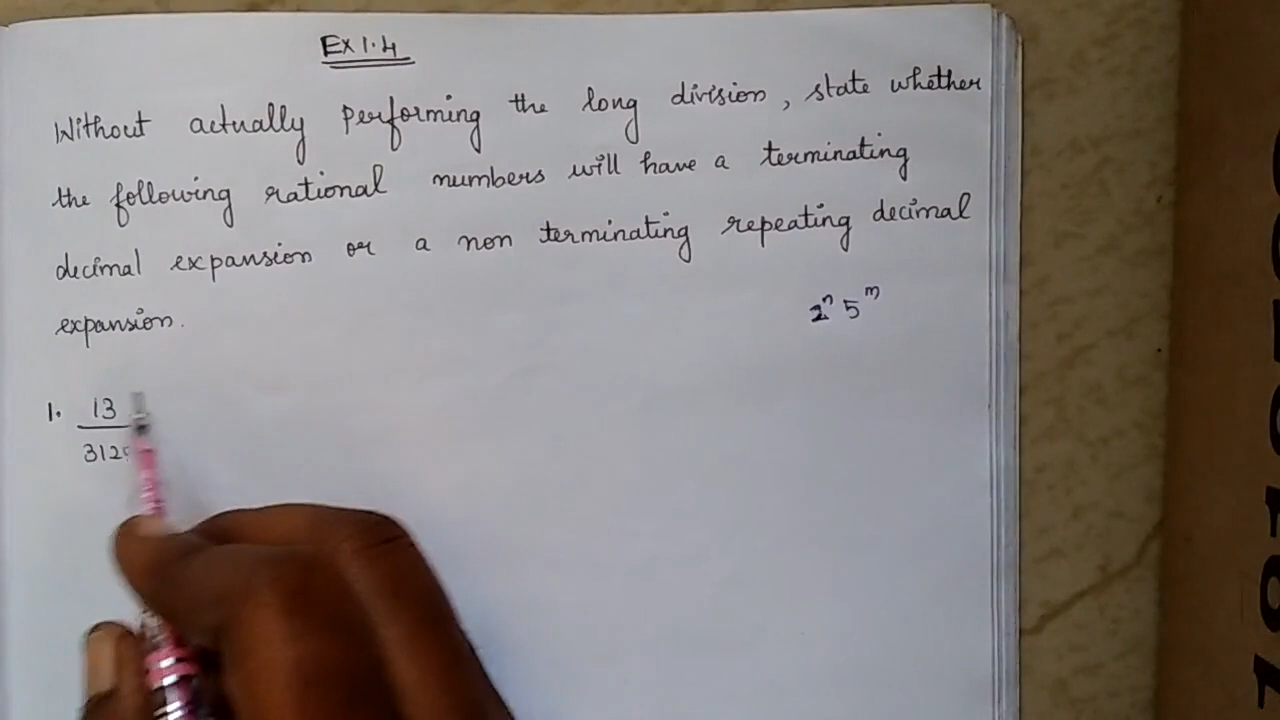 Ex 1.4
Without actually performing the long division, state whether
the following rational numbers will have a terminating
decimal expansion or a non terminating repeating decimal
expansion.
2ⁿ 5ᵐ
1. 13
312